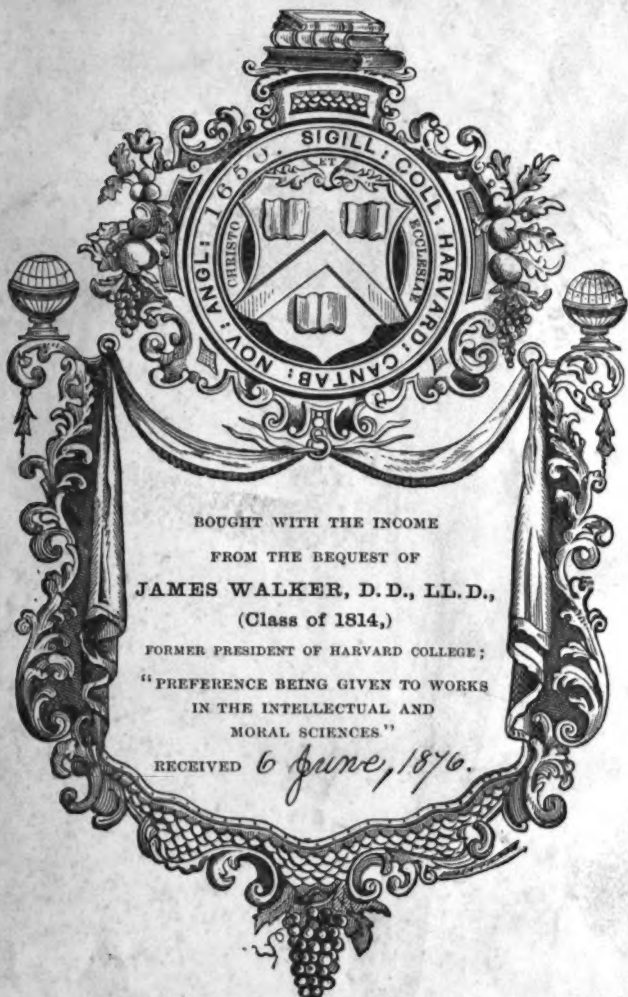 SIGILL: COLL: HARVARD: CANTAB: NOV: ANGL: 1650.
CHRISTO
ET
ECCLESIAE
BOUGHT WITH THE INCOME
FROM THE BEQUEST OF
JAMES WALKER, D.D., LL.D.,
(Class of 1814,)
FORMER PRESIDENT OF HARVARD COLLEGE;
"PREFERENCE BEING GIVEN TO WORKS
IN THE INTELLECTUAL AND
MORAL SCIENCES."
RECEIVED 6 June, 1876.